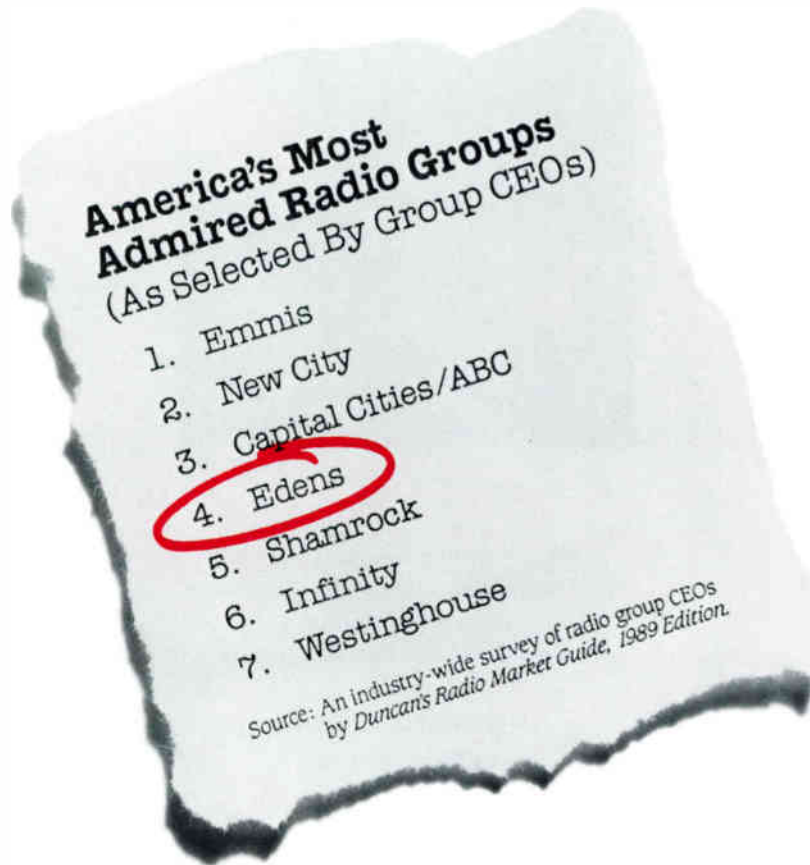 America's Most
Admired Radio Groups
(As Selected By Group CEOs)
1. Emmis
2. New City
3. Capital Cities/ABC
4. Edens
5. Shamrock
6. Infinity
7. Westinghouse
Source: An industry-wide survey of radio group CEOs
by Duncan's Radio Market Guide, 1989 Edition.